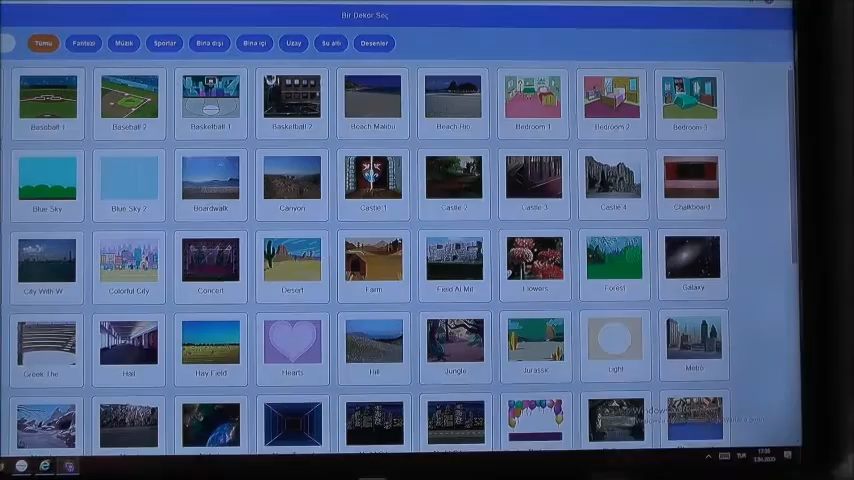 Bir Dekor Seç
Tümü Fantezi Müzik Sporlar Bina dışı Bina içi Uzay Su altı Desenler
Baseball 1 Baseball 2 Basketball 1 Basketball 2 Beach Malibu Beach Rio Bedroom 1 Bedroom 2 Bedroom 3
Blue Sky Blue Sky 2 Boardwalk Canyon Castle 1 Castle 2 Castle 3 Castle 4 Chalkboard
City With W Colorful City Concert Desert Farm Field At Mit Flowers Forest Galaxy
Greek The Hall Hay Field Hearts Hill Jungle Jurassic Light Metro
TUR